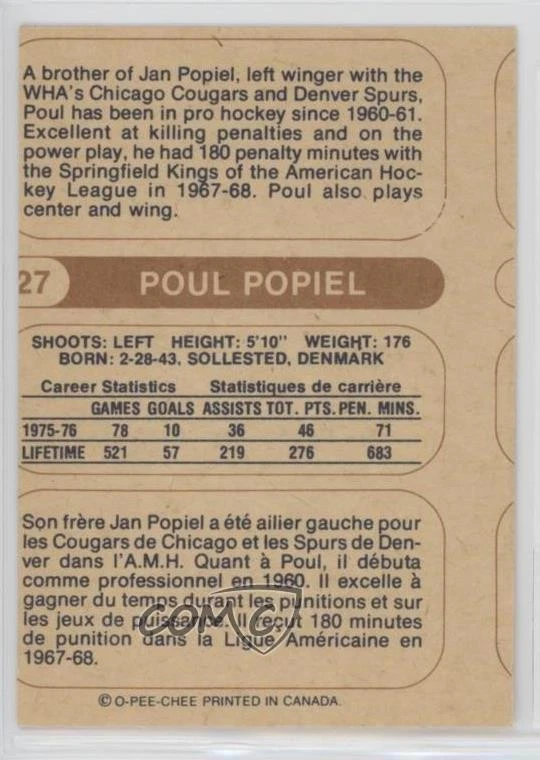 A brother of Jan Popiel, left winger with the
WHA's Chicago Cougars and Denver Spurs,
Poul has been in pro hockey since 1960-61.
Excellent at killing penalties and on the
power play, he had 180 penalty minutes with
the Springfield Kings of the American Hoc-
key League in 1967-68. Poul also plays
center and wing.
27 POUL POPIEL
SHOOTS: LEFT HEIGHT: 5'10" WEIGHT: 176
BORN: 2-28-43, SOLLESTED, DENMARK
Career Statistics Statistiques de carrière
GAMES GOALS ASSISTS TOT. PTS. PEN. MINS.
1975-76 78 10 36 46 71
LIFETIME 521 57 219 276 683
Son frère Jan Popiel a été ailier gauche pour
les Cougars de Chicago et les Spurs de Den-
ver dans l'A.M.H. Quant à Poul, il débuta
comme professionnel en 1960. Il excelle à
gagner du temps durant les punitions et sur
les jeux de puissance. Il reçut 180 minutes
de punition dans la Ligue Américaine en
1967-68.
COMC
© O-PEE-CHEE PRINTED IN CANADA.